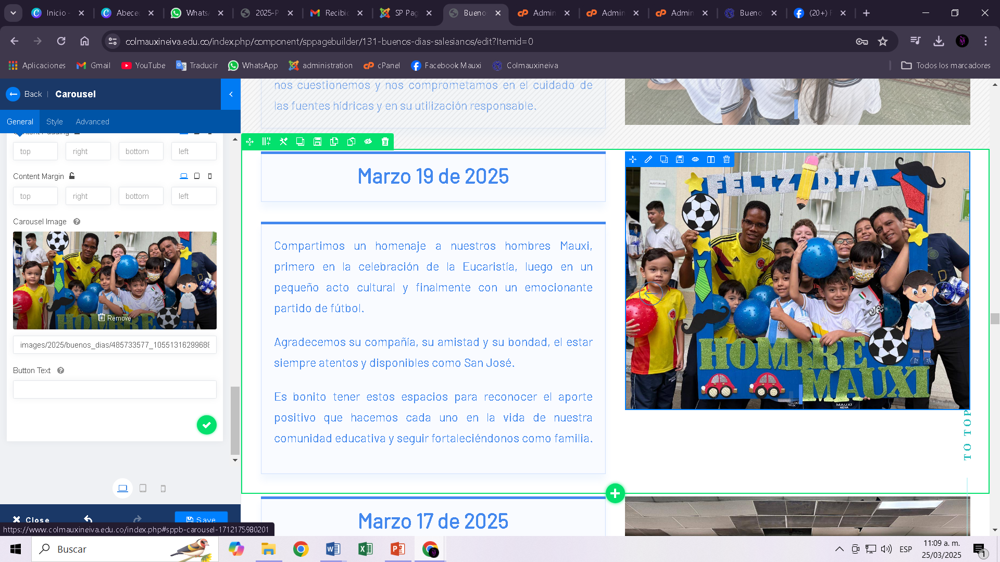 Inicio
Abeced
Whats
2025-P
Recibid
SP Pag
Bueno
Admin
Admin
Admin
Bueno
(20+)
colmauxineiva.edu.co/index.php/component/sppagebuilder/131-buenos-dias-salesianos/edit?Itemid=0
Aplicaciones
Gmail
YouTube
Traducir
WhatsApp
administration
cPanel
Facebook Mauxi
Colmauxineiva
Todos los marcadores
Back
Carousel
General
Style
Advanced
Content Padding
top
right
bottom
left
Content Margin
top
right
bottom
left
Carousel Image
Remove
images/2025/buenos_dias/485733577_1055131629968
Button Text
Close
Save
https://www.colmauxineiva.edu.co/index.php#sppb-carousel-1712175980201
nos cuestionemos y nos comprometamos en el cuidado de
las fuentes hídricas y en su utilización responsable.
Marzo 19 de 2025
Compartimos un homenaje a nuestros hombres Mauxi,
primero en la celebración de la Eucaristía, luego en un
pequeño acto cultural y finalmente con un emocionante
partido de fútbol.
Agradecemos su compañía, su amistad y su bondad, el estar
siempre atentos y disponibles como San José.
Es bonito tener estos espacios para reconocer el aporte
positivo que hacemos cada uno en la vida de nuestra
comunidad educativa y seguir fortaleciéndonos como familia.
Marzo 17 de 2025
AUDITORIUM
FELIZ DIA
HOMBRE
MAUXI
TO TOP
Buscar
ESP
11:09 a. m.
25/03/2025
1